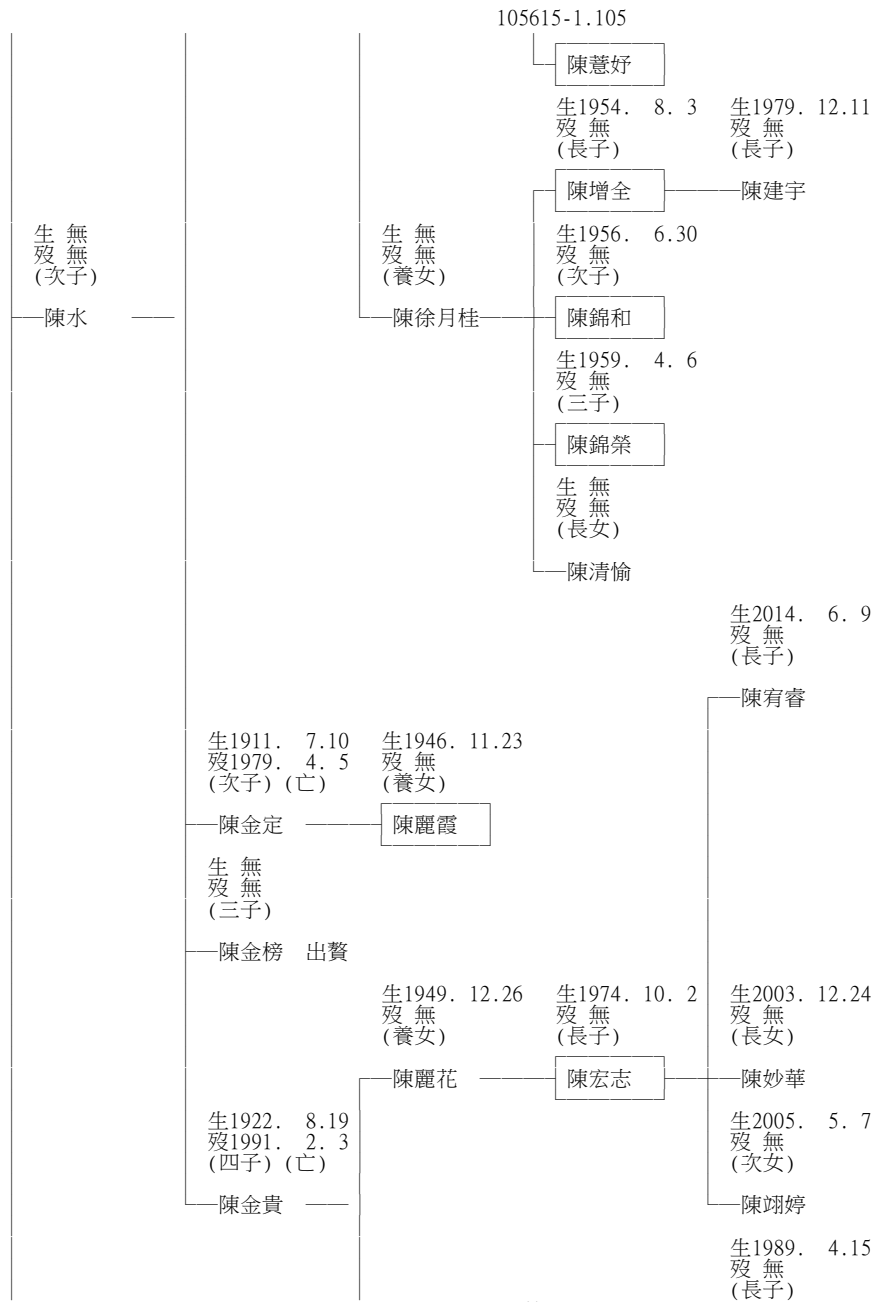 105615-1.105
陳薏妤
生1954. 8. 3 生1979. 12.11
歿 無 歿 無
(長子) (長子)
陳增全 陳建宇
生 無 生 無 生1956. 6.30
歿 無 歿 無 歿 無
(次子) (養女) (次子)
陳水 陳徐月桂 陳錦和
生1959. 4. 6
歿 無
(三子)
陳錦榮
生 無
歿 無
(長女)
陳清愉
生2014. 6. 9
歿 無
(長子)
陳宥睿
生1911. 7.10 生1946. 11.23
歿1979. 4. 5 歿 無
(次子)(亡) (養女)
陳金定 陳麗霞
生 無
歿 無
(三子)
陳金榜 出贅
生1949. 12.26 生1974. 10. 2 生2003. 12.24
歿 無 歿 無 歿 無
(養女) (長子) (長女)
陳麗花 陳宏志 陳妙華
生1922. 8.19 生2005. 5. 7
歿1991. 2. 3 歿 無
(四子)(亡) (次女)
陳金貴 陳翊婷
生1989. 4.15
歿 無
(長子)